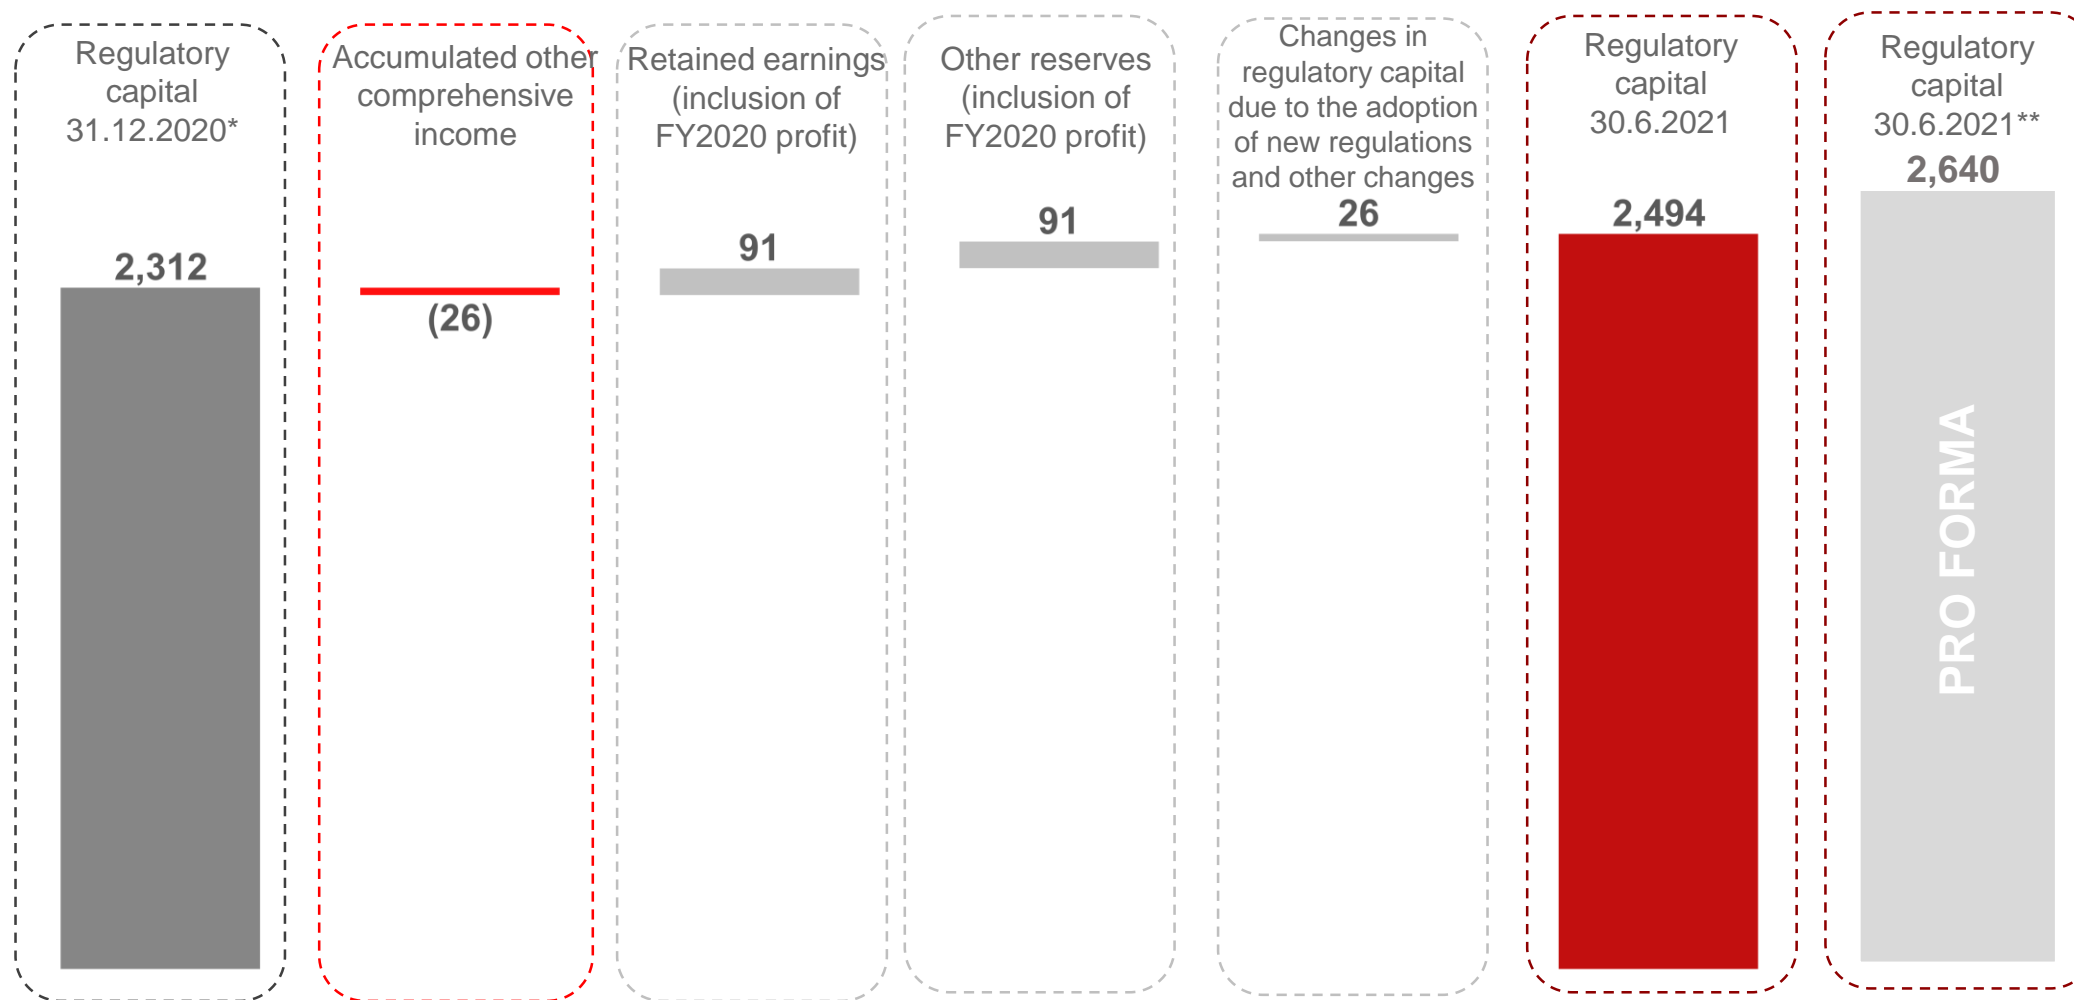 Regulatory
capital
31.12.2020*
2,312
Accumulated other
comprehensive
income
(26)
Retained earnings
(inclusion of
FY2020 profit)
91
Other reserves
(inclusion of
FY2020 profit)
91
Changes in
regulatory capital
due to the adoption
of new regulations
and other changes
26
Regulatory
capital
30.6.2021
2,494
Regulatory
capital
30.6.2021**
2,640
PRO FORMA